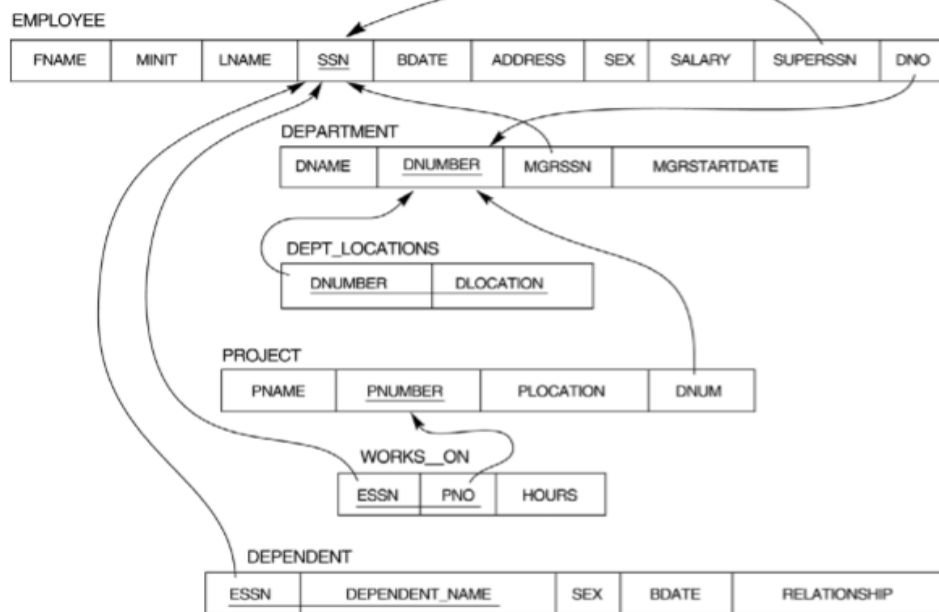 EMPLOYEE
FNAME MINIT LNAME SSN BDATE ADDRESS SEX SALARY SUPERSSN DNO
DEPARTMENT
DNAME DNUMBER MGRSSN MGRSTARTDATE
DEPT_LOCATIONS
DNUMBER DLOCATION
PROJECT
PNAME PNUMBER PLOCATION DNUM
WORKS__ON
ESSN PNO HOURS
DEPENDENT
ESSN DEPENDENT_NAME SEX BDATE RELATIONSHIP